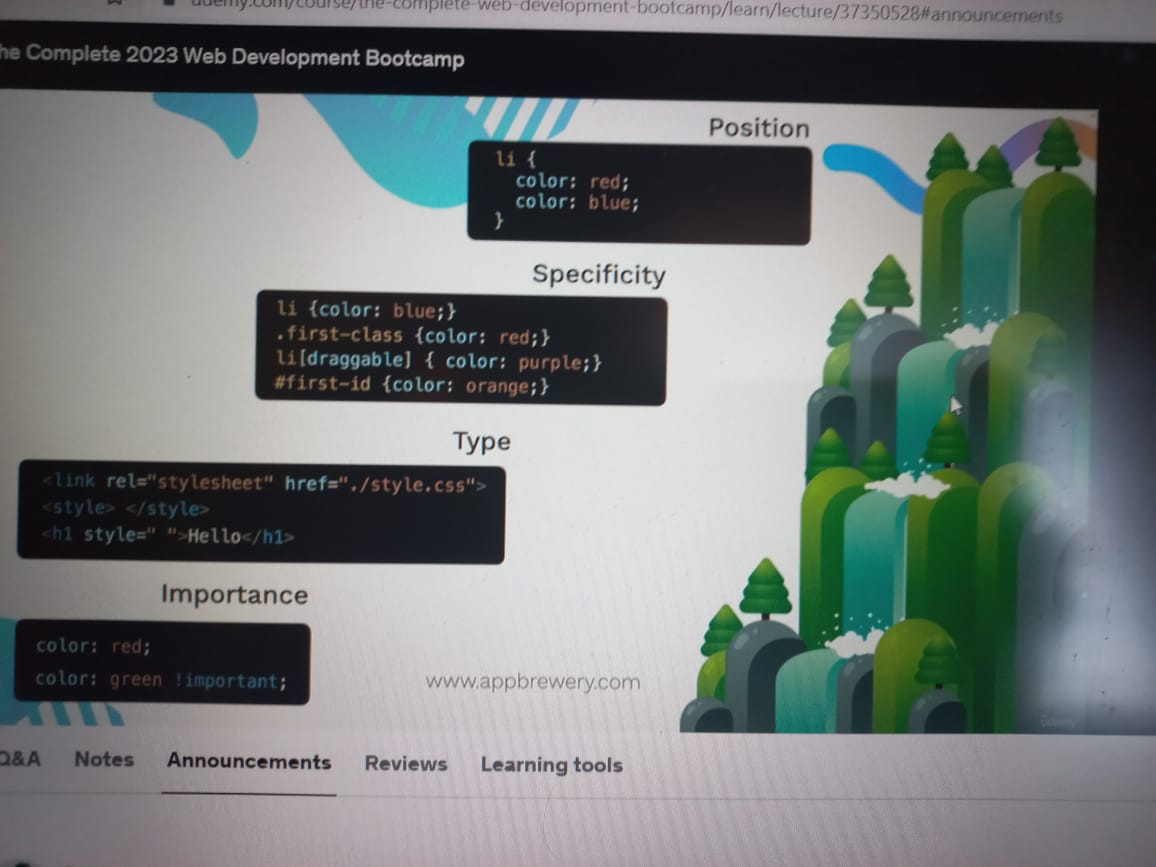 udemy.com/course/the-complete-web-development-bootcamp/learn/lecture/37350528#announcements
he Complete 2023 Web Development Bootcamp
Position
li {
color: red;
color: blue;
}
Specificity
li {color: blue;}
.first-class {color: red;}
li[draggable] { color: purple;}
#first-id {color: orange;}
Type
<link rel="stylesheet" href="./style.css">
<style> </style>
<h1 style=" ">Hello</h1>
Importance
color: red;
color: green !important;
www.appbrewery.com
udemy
Q&A Notes Announcements Reviews Learning tools